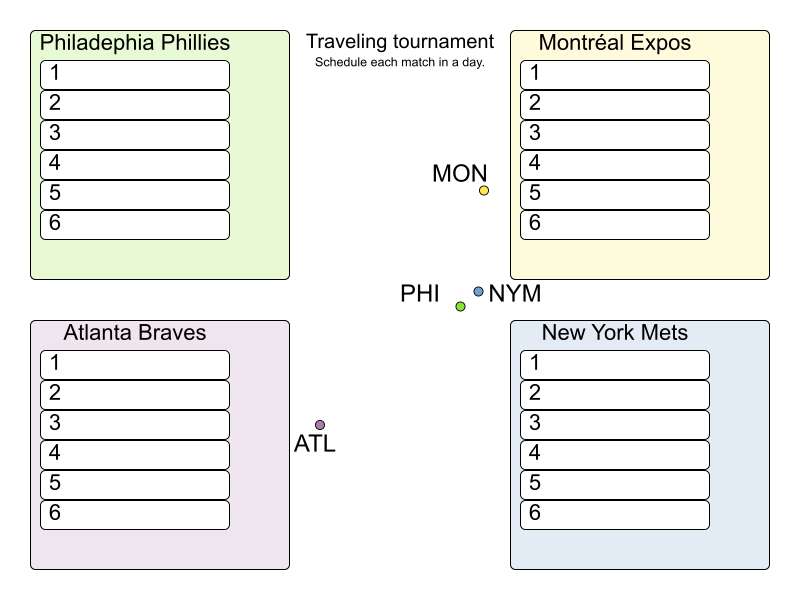 Philadephia Phillies
1
2
3
4
5
6
Traveling tournament
Schedule each match in a day.
Montréal Expos
1
2
3
4
5
6
MON
PHI
NYM
Atlanta Braves
1
2
3
4
5
6
ATL
New York Mets
1
2
3
4
5
6